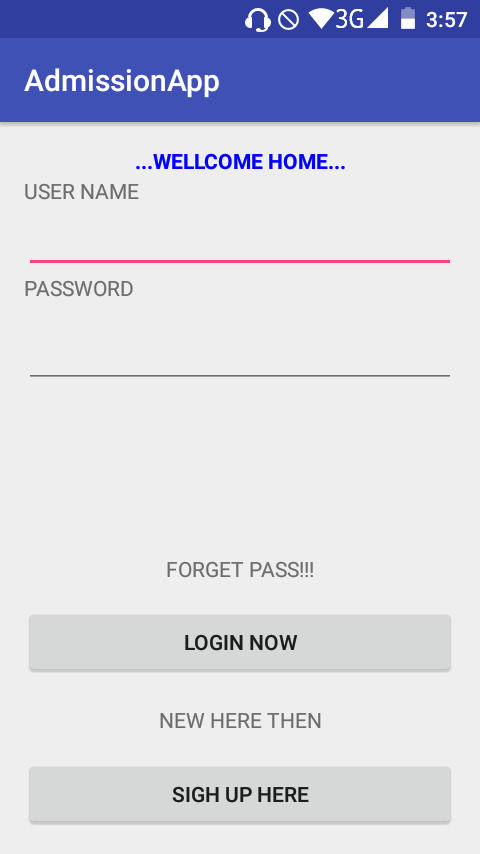 3G 3:57
AdmissionApp
...WELLCOME HOME...
USER NAME
PASSWORD
FORGET PASS!!!
LOGIN NOW
NEW HERE THEN
SIGH UP HERE